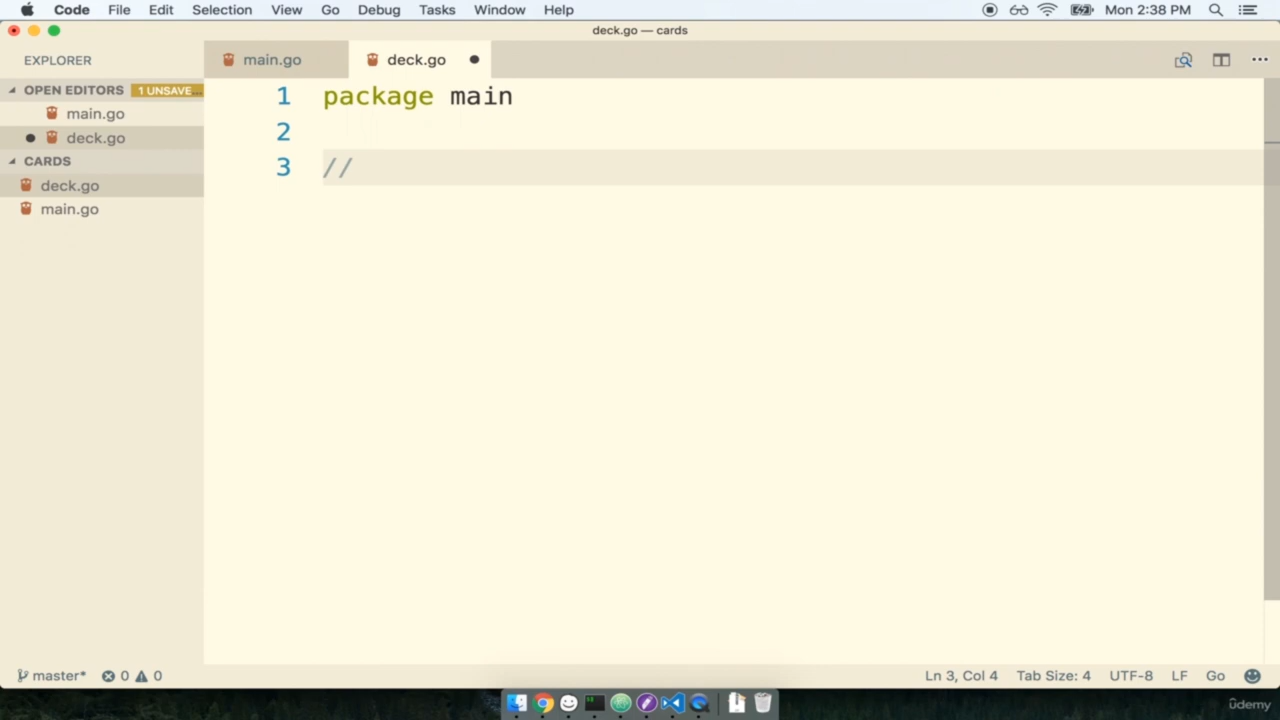 Code File Edit Selection View Go Debug Tasks Window Help Mon 2:38 PM
deck.go — cards
EXPLORER
main.go
deck.go
OPEN EDITORS
1 UNSAVE...
main.go
deck.go
CARDS
deck.go
main.go
1 package main
2
3 //
master* 0 0 Ln 3, Col 4 Tab Size: 4 UTF-8 LF Go
ûdemy